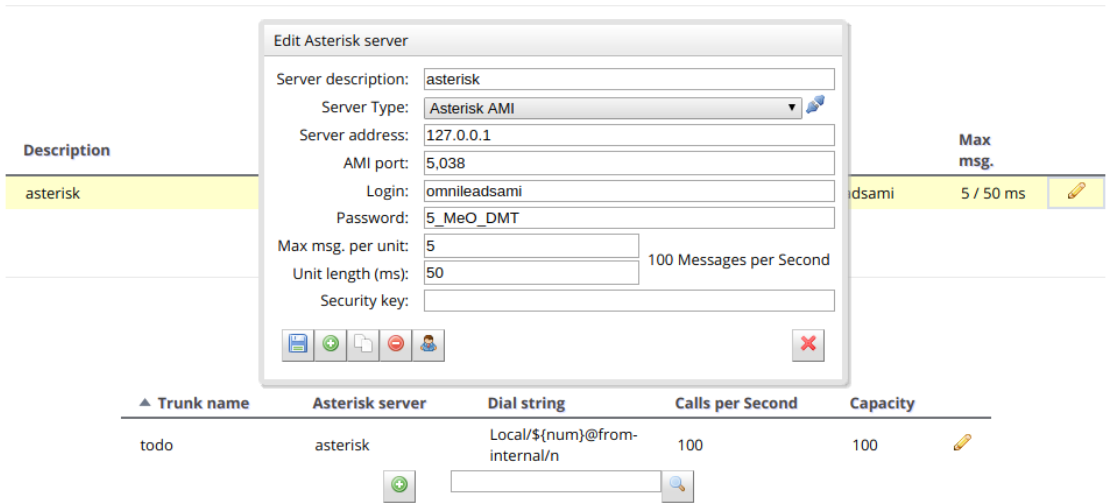 Edit Asterisk server
Server description: asterisk
Server Type: Asterisk AMI
Server address: 127.0.0.1
AMI port: 5,038
Login: omnileadsami
Password: 5_MeO_DMT
Max msg. per unit: 5
100 Messages per Second
Unit length (ms): 50
Security key:
Description
Max
msg.
asterisk
dsami
5 / 50 ms
Trunk name Asterisk server Dial string Calls per Second Capacity
todo asterisk Local/${num}@from-
internal/n 100 100